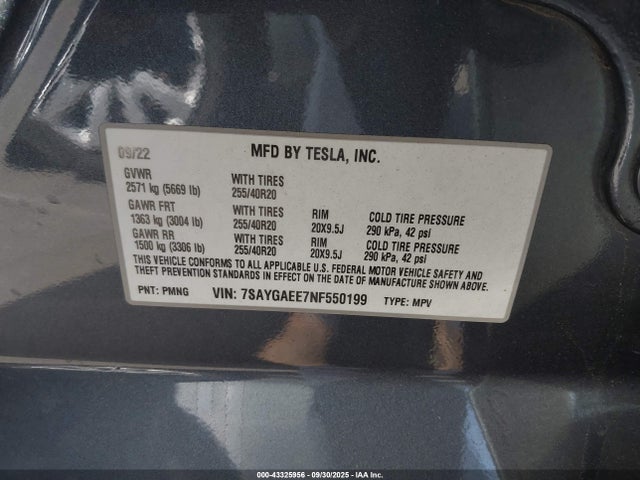 09/22 MFD BY TESLA, INC.
GVWR WITH TIRES
2571 kg (5669 lb) 255/40R20
GAWR FRT WITH TIRES RIM COLD TIRE PRESSURE
1363 kg (3004 lb) 255/40R20 20X9.5J 290 kPa, 42 psi
GAWR RR WITH TIRES RIM COLD TIRE PRESSURE
1500 kg (3306 lb) 255/40R20 20X9.5J 290 kPa, 42 psi
THIS VEHICLE CONFORMS TO ALL APPLICABLE U.S. FEDERAL MOTOR VEHICLE SAFETY AND
THEFT PREVENTION STANDARDS IN EFFECT ON THE DATE OF MANUFACTURE SHOWN ABOVE.
PNT: PMNG VIN: 7SAYGAEE7NF550199 TYPE: MPV
000-43325956 - 09/30/2025 - IAA Inc.